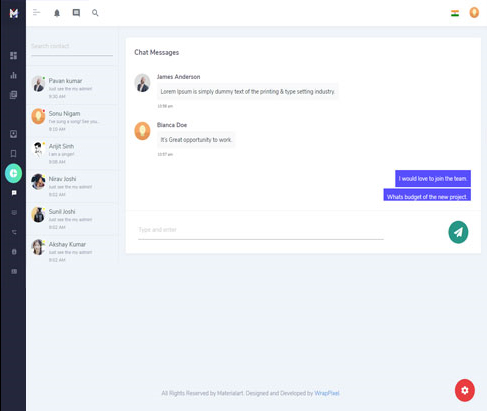 Search contact..
Pavan kumar
Just see the my admin!
9:30 AM
Sonu Nigam
I've sung a song! See you..
9:10 AM
Arijit Sinh
I am a singer!
9:08 AM
Nirav Joshi
Just see the my admin!
9:02 AM
Sunil Joshi
Just see the my admin!
9:02 AM
Akshay Kumar
Just see the my admin!
9:02 AM
Chat Messages
James Anderson
Lorem Ipsum is simply dummy text of the printing & type setting industry.
10:56 am
Bianca Doe
It's Great opportunity to work.
10:57 am
I would love to join the team.
Whats budget of the new project.
Type and enter
All Rights Reserved by Materialart. Designed and Developed by WrapPixel.